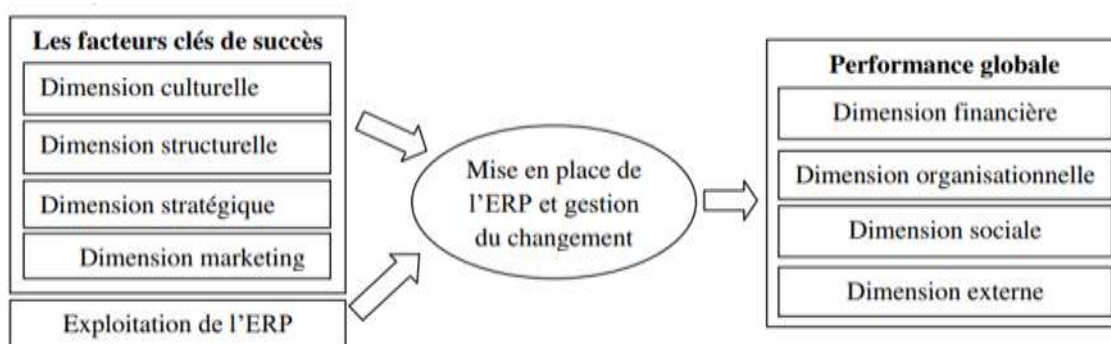 Les facteurs clés de succès
Dimension culturelle
Dimension structurelle
Dimension stratégique
Dimension marketing
Exploitation de l'ERP
Mise en place de
l'ERP et gestion
du changement
Performance globale
Dimension financière
Dimension organisationnelle
Dimension sociale
Dimension externe